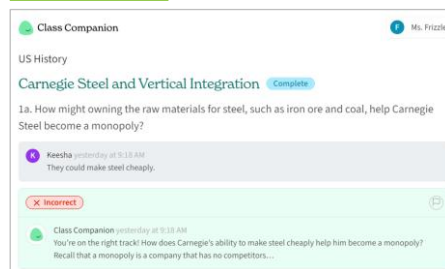 Class Companion
F Ms. Frizzle
US History
Carnegie Steel and Vertical Integration Complete
1a. How might owning the raw materials for steel, such as iron ore and coal, help Carnegie
Steel become a monopoly?
K Keesha yesterday at 9:18 AM
They could make steel cheaply.
X Incorrect
Class Companion yesterday at 9:18 AM
You're on the right track! How does Carnegie's ability to make steel cheaply help him become a monopoly?
Recall that a monopoly is a company that has no competitors...